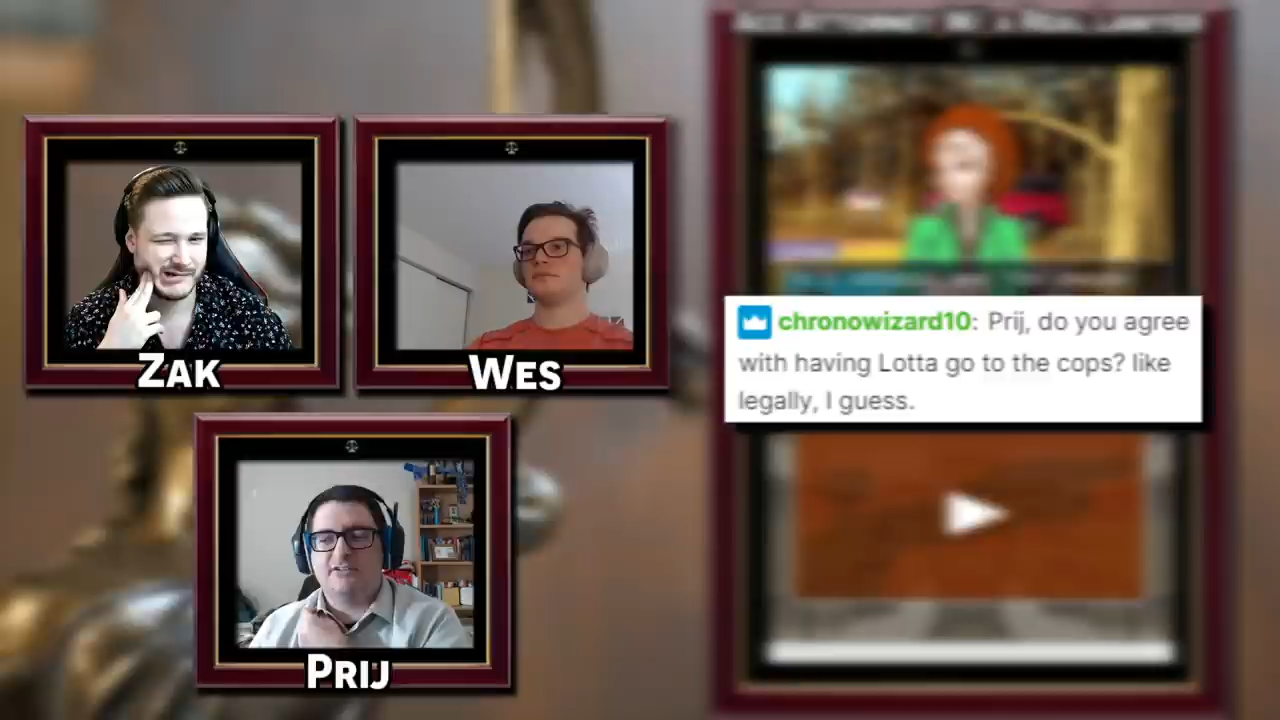 Zak
Wes
Prij
chronowizard10: Prij, do you agree
with having Lotta go to the cops? like
legally, I guess.